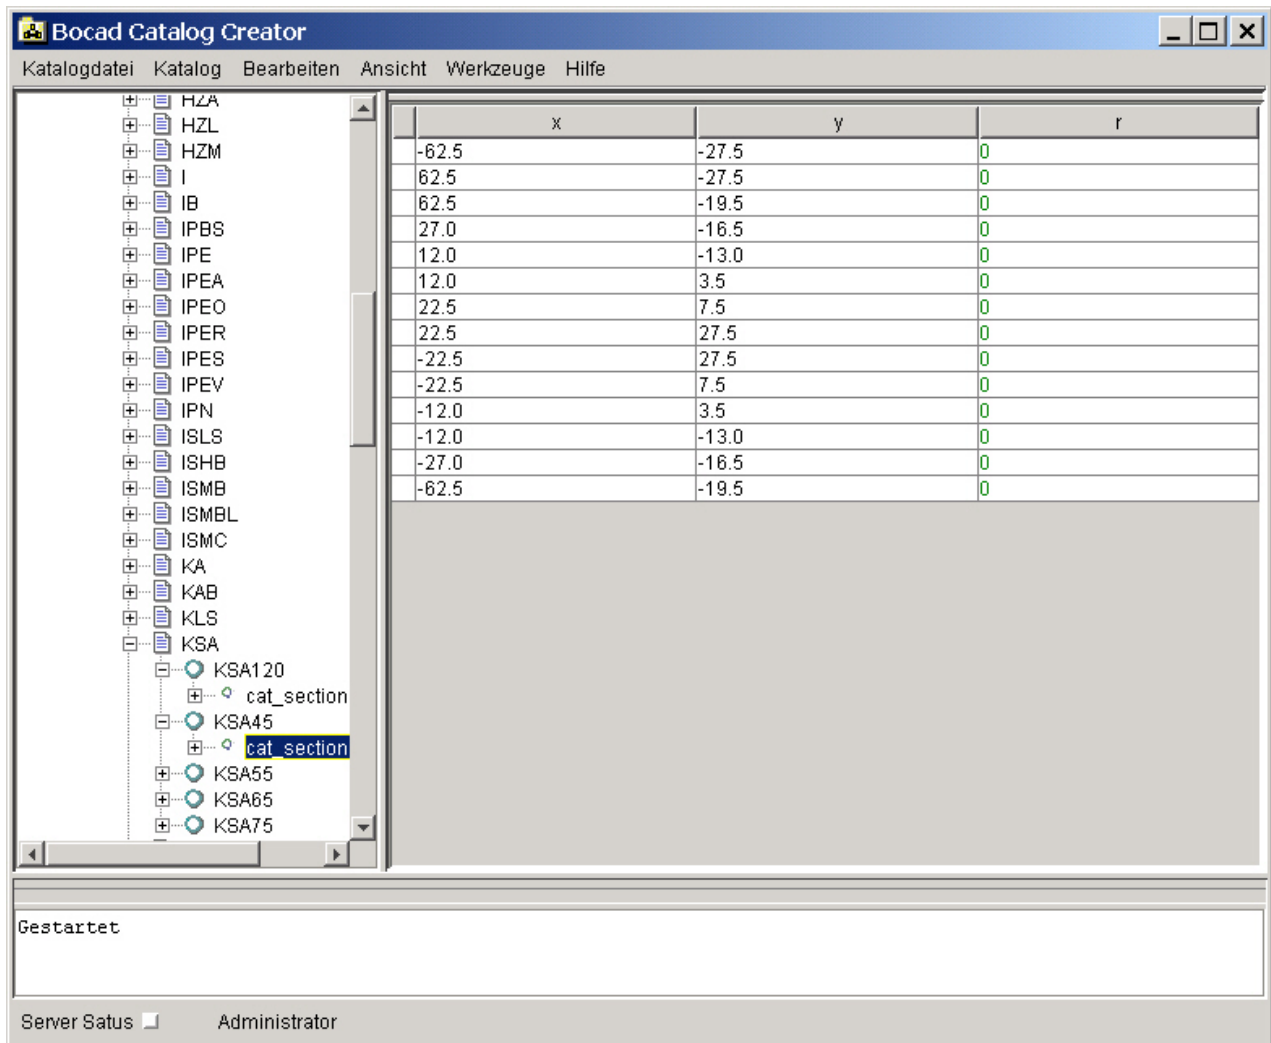 Bocad Catalog Creator
Katalogdatei Katalog Bearbeiten Ansicht Werkzeuge Hilfe
HZA
HZL
HZM
I
IB
IPBS
IPE
IPEA
IPEO
IPER
IPES
IPEV
IPN
ISLS
ISHB
ISMB
ISMBL
ISMC
KA
KAB
KLS
KSA
KSA120
cat_section
KSA45
cat_section
KSA55
KSA65
KSA75
x y r
-62.5 -27.5 0
62.5 -27.5 0
62.5 -19.5 0
27.0 -16.5 0
12.0 -13.0 0
12.0 3.5 0
22.5 7.5 0
22.5 27.5 0
-22.5 27.5 0
-22.5 7.5 0
-12.0 3.5 0
-12.0 -13.0 0
-27.0 -16.5 0
-62.5 -19.5 0
Gestartet
Server Satus Administrator